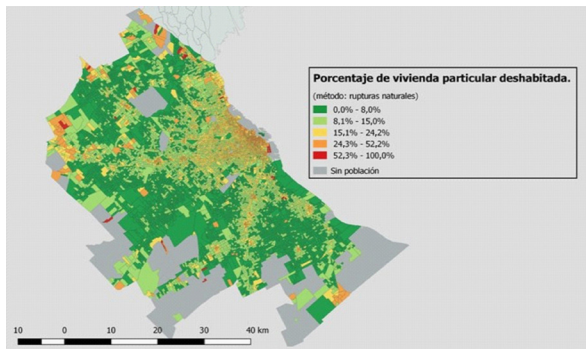 Porcentaje de vivienda particular deshabitada.
(método: rupturas naturales)
0,0% - 8,0%
8,1% - 15,0%
15,1% - 24,2%
24,3% - 52,2%
52,3% - 100,0%
Sin población
10 0 10 20 30 40 km